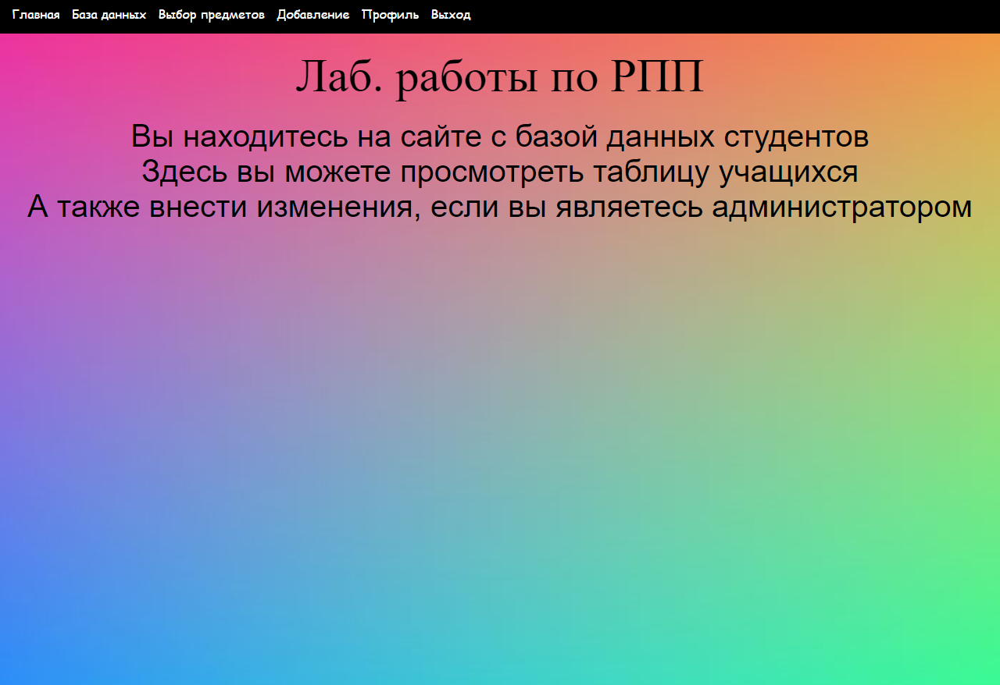 Главная База данных Выбор предметов Добавление Профиль Выход
Лаб. работы по РПП
Вы находитесь на сайте с базой данных студентов
Здесь вы можете просмотреть таблицу учащихся
А также внести изменения, если вы являетесь администратором